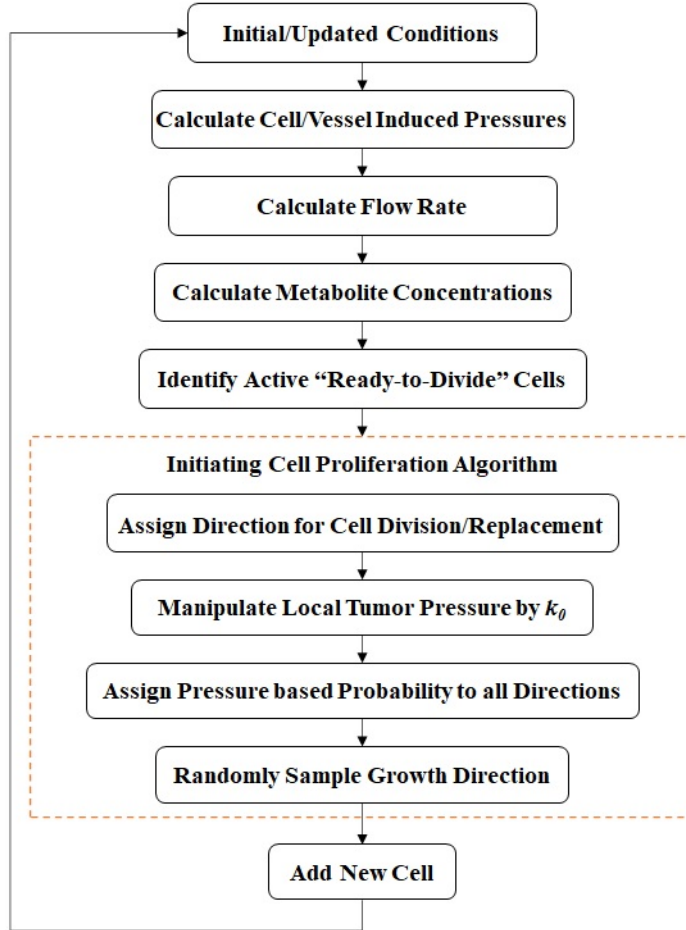 Initial/Updated Conditions
Calculate Cell/Vessel Induced Pressures
Calculate Flow Rate
Calculate Metabolite Concentrations
Identify Active “Ready-to-Divide” Cells
Initiating Cell Proliferation Algorithm
Assign Direction for Cell Division/Replacement
Manipulate Local Tumor Pressure by k₀
Assign Pressure based Probability to all Directions
Randomly Sample Growth Direction
Add New Cell